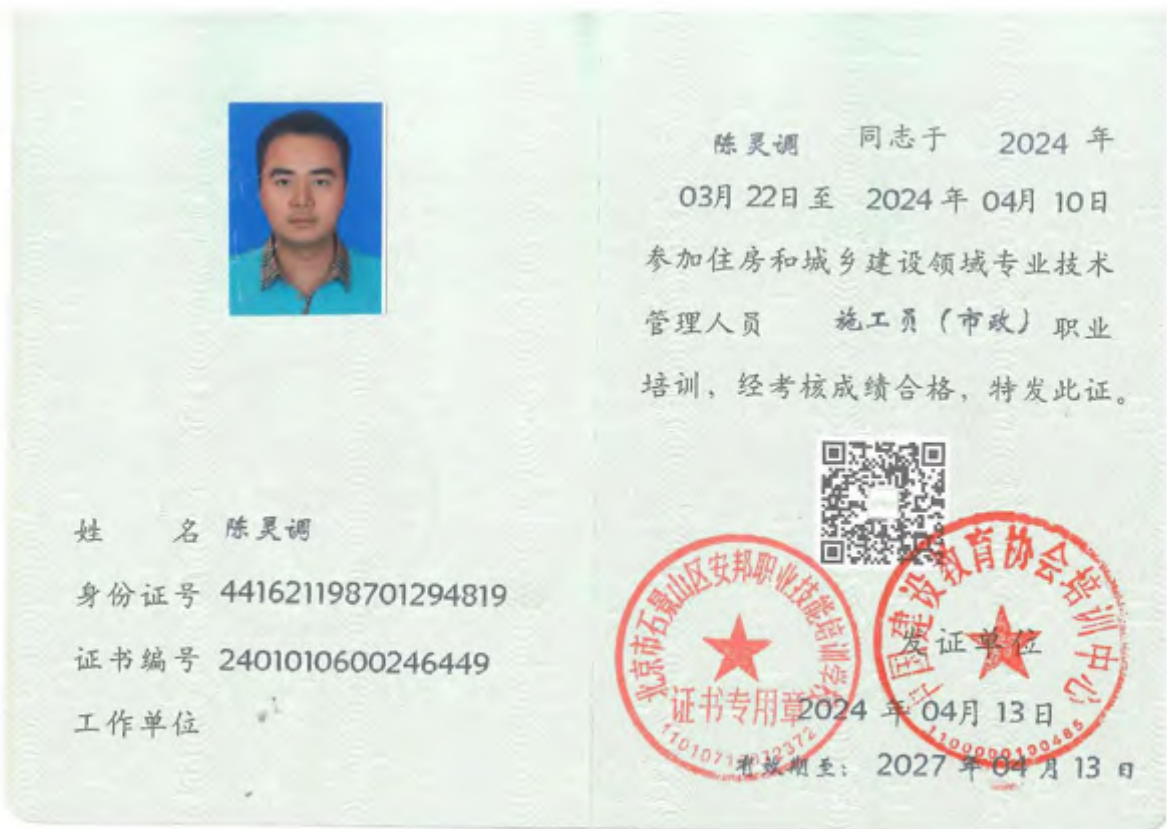 陈灵调 同志于 2024 年
03月 22日 至 2024 年 04月 10日
参加住房和城乡建设领域专业技术
管理人员 施工员（市政） 职业
培训，经考核成绩合格，特发此证。
姓 名 陈灵调
身份证号 441621198701294819
证书编号 2401010600246449
工作单位
北京市石景山区安邦职业技能培训学校
证书专用章
中国建设教育协会培训中心
1100000100485
发证单位
2024 年 04月 13日
有效期至： 2027 年 04 月 13 日